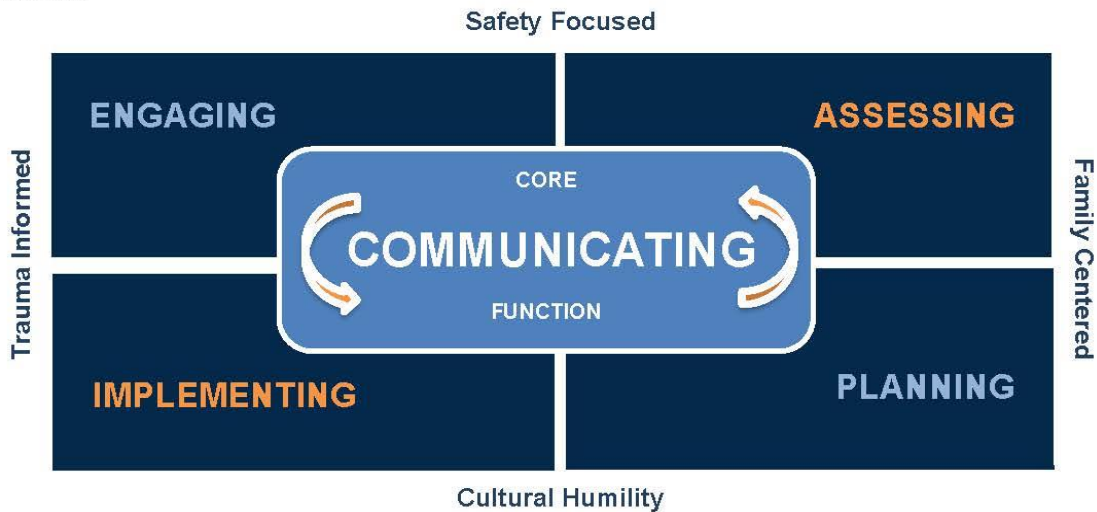 Safety Focused
ENGAGING
ASSESSING
Trauma Informed
CORE
COMMUNICATING
FUNCTION
Family Centered
IMPLEMENTING
PLANNING
Cultural Humility